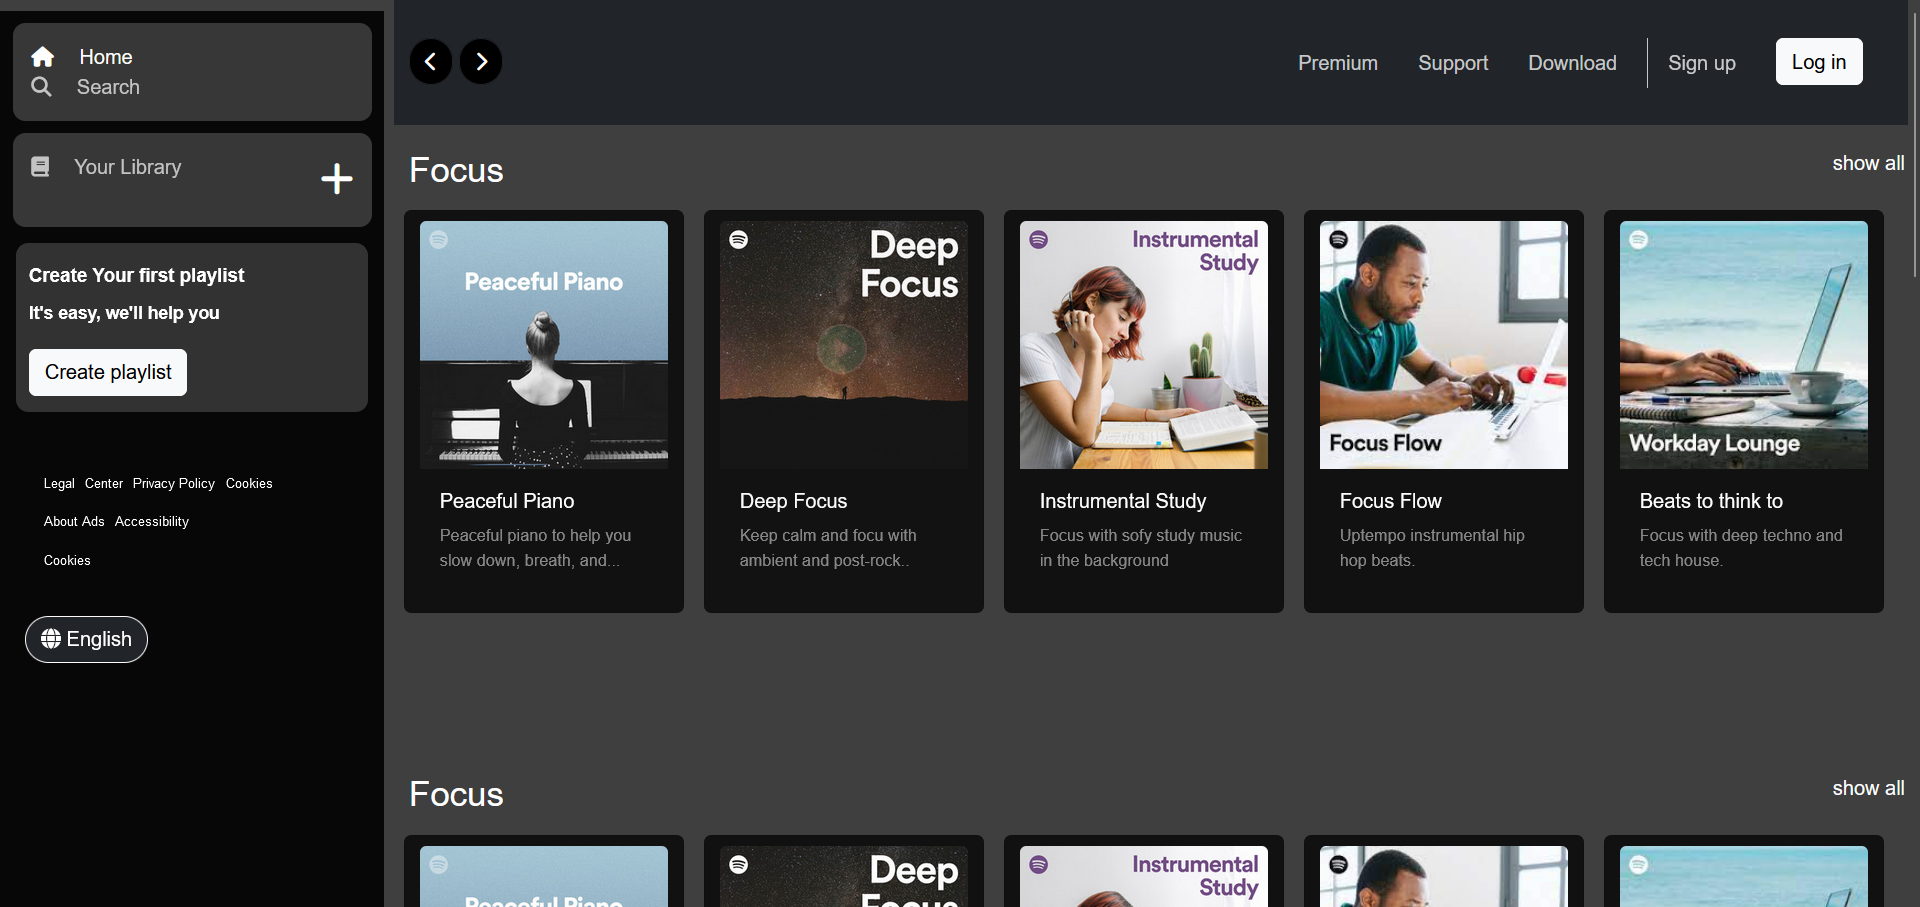 Home
Search
Your Library
Create Your first playlist
It's easy, we'll help you
Create playlist
Legal Center Privacy Policy Cookies
About Ads Accessibility
Cookies
English
Premium Support Download Sign up Log in
Focus
show all
Peaceful Piano
Peaceful Piano
Peaceful piano to help you
slow down, breath, and...
Deep
Focus
Deep Focus
Keep calm and focu with
ambient and post-rock..
Instrumental
Study
Instrumental Study
Focus with sofy study music
in the background
Focus Flow
Focus Flow
Uptempo instrumental hip
hop beats.
Workday Lounge
Beats to think to
Focus with deep techno and
tech house.
Focus
show all
Peaceful Piano
Deep
Focus
Instrumental
Study